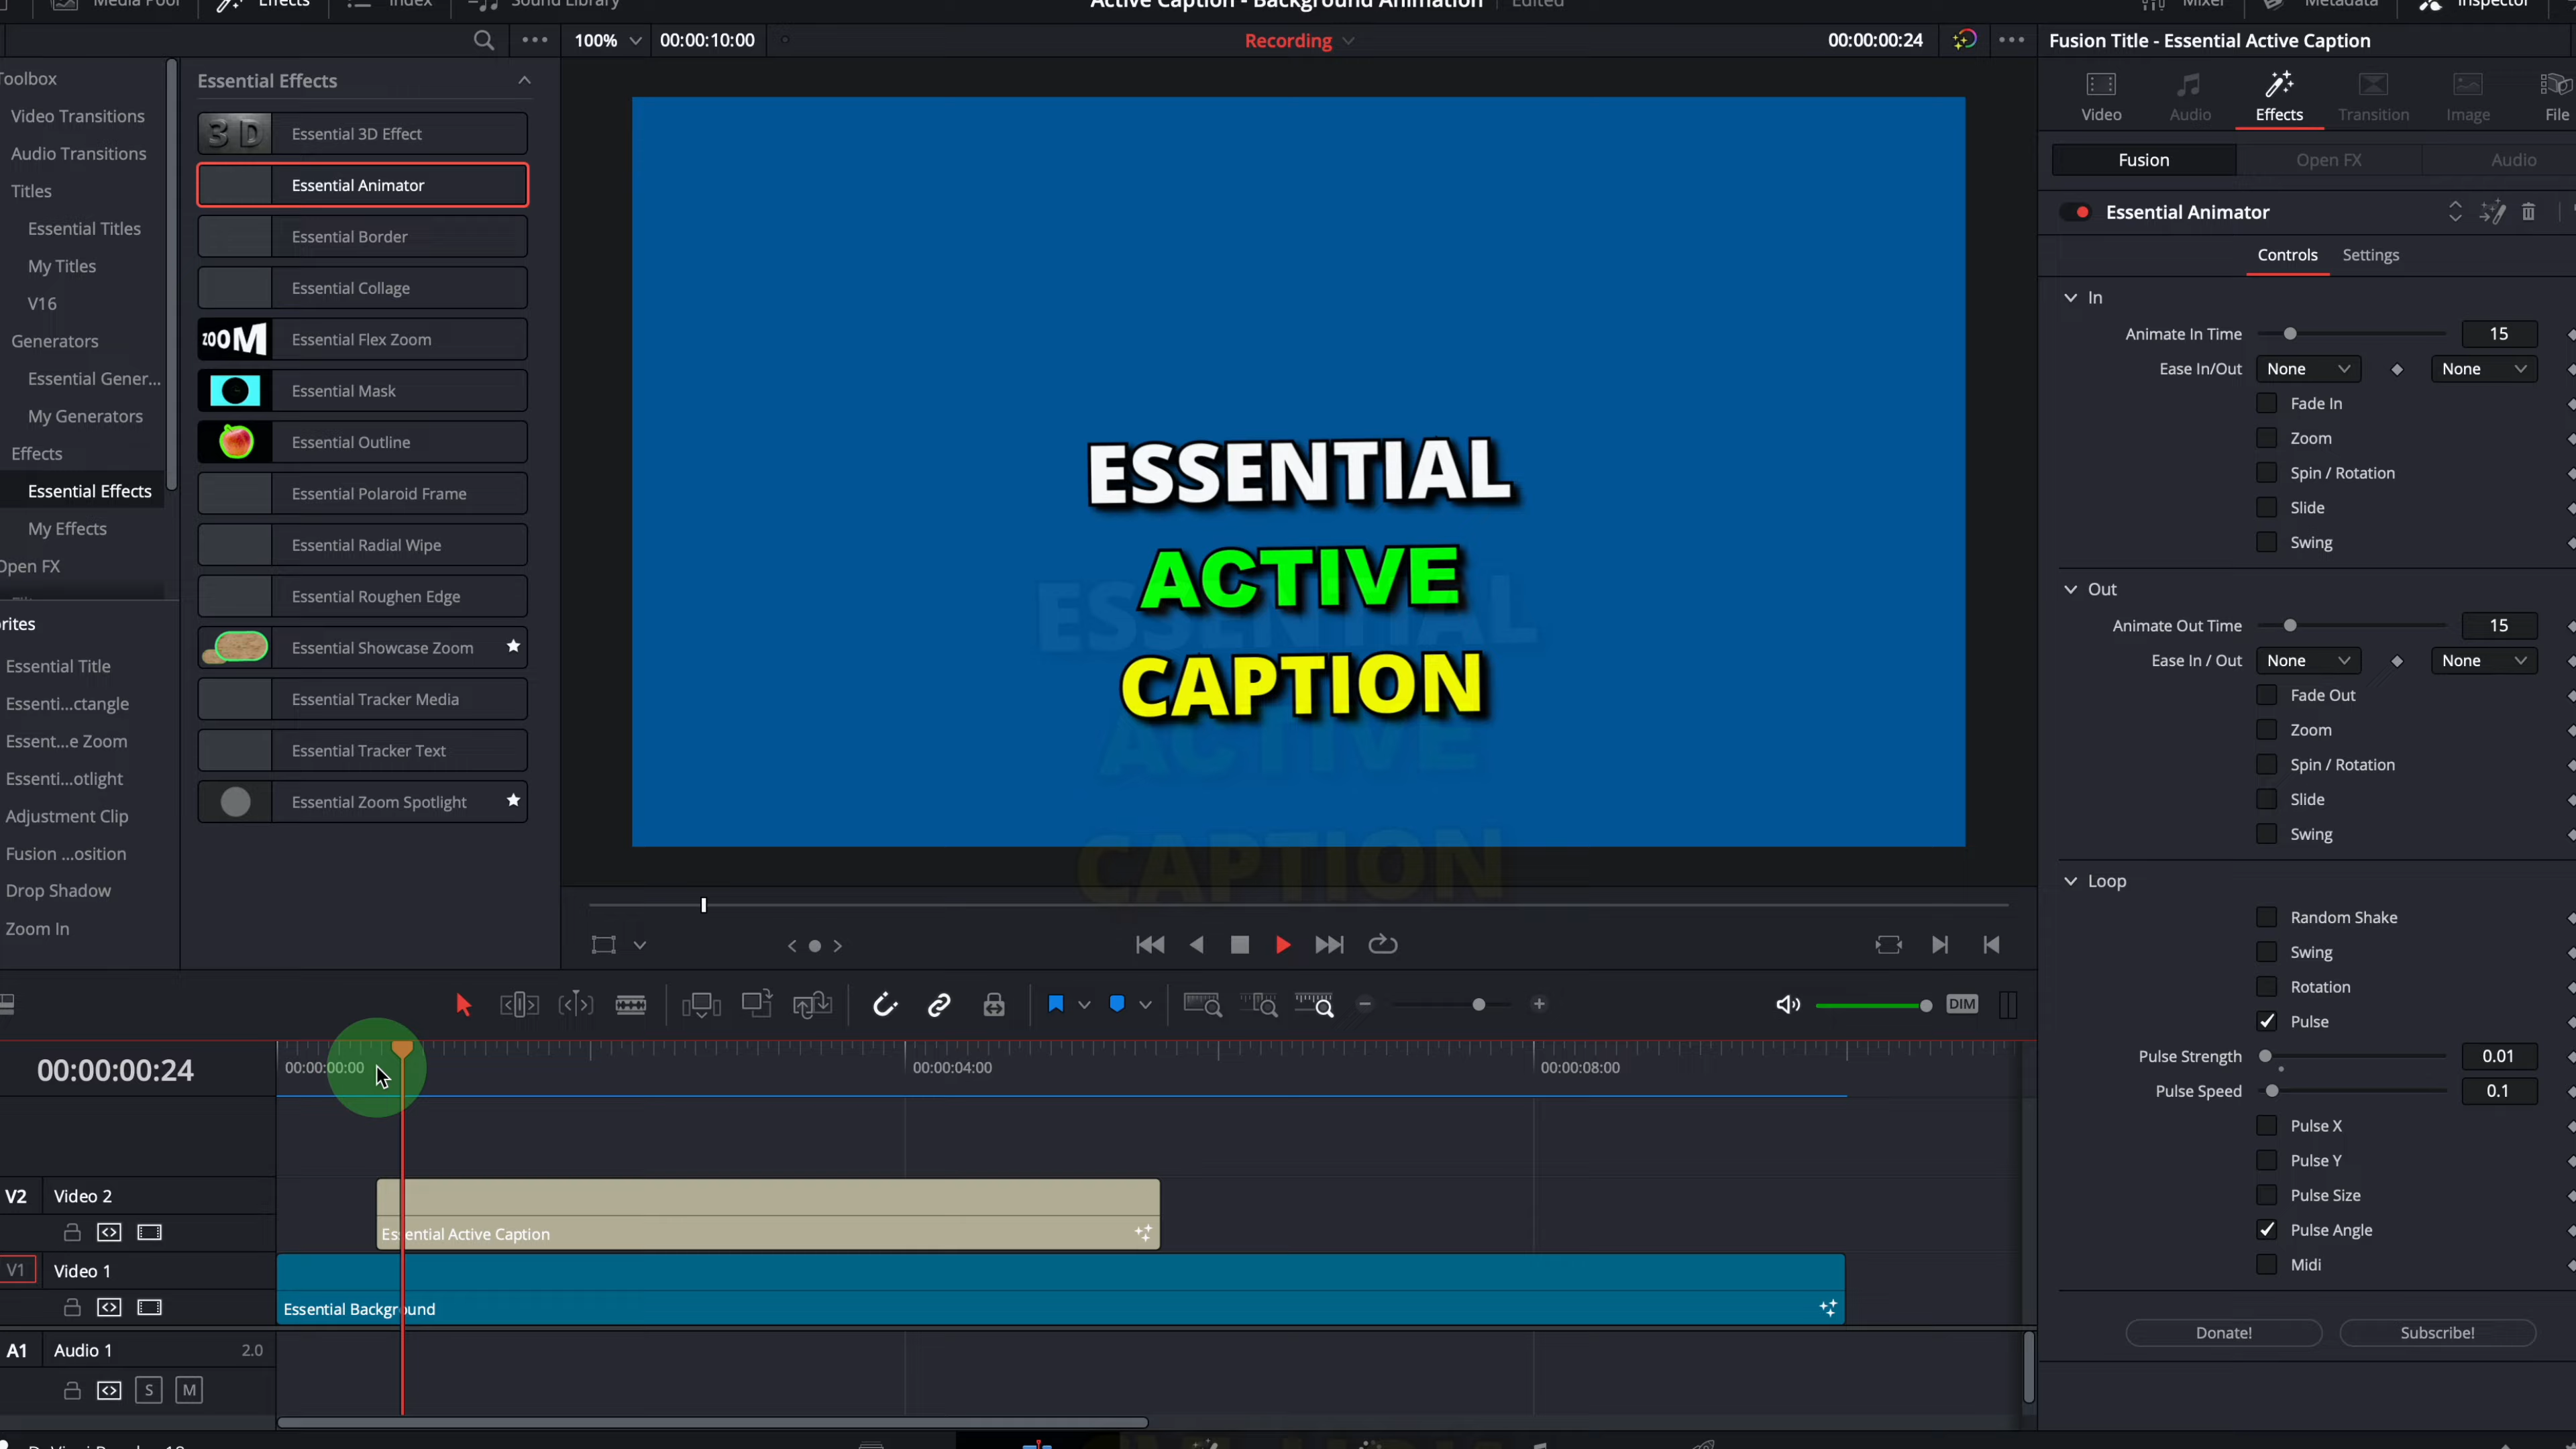 Media Pool Effects Index Sound Library Active Caption - Background Animation Edited Mixer Metadata Inspector
100% 00:00:10:00 Recording 00:00:00:24 Fusion Title - Essential Active Caption
Toolbox
Video Transitions
Audio Transitions
Titles
Essential Titles
My Titles
V16
Generators
Essential Gener...
My Generators
Effects
Essential Effects
My Effects
Open FX
rites
Essential Title
Essenti...ctangle
Essent...e Zoom
Essenti...otlight
Adjustment Clip
Fusion ...osition
Drop Shadow
Zoom In
Essential Effects
3D Essential 3D Effect
Essential Animator
Essential Border
Essential Collage
ZOOM Essential Flex Zoom
Essential Mask
Essential Outline
Essential Polaroid Frame
Essential Radial Wipe
Essential Roughen Edge
Essential Showcase Zoom
Essential Tracker Media
Essential Tracker Text
Essential Zoom Spotlight
ESSENTIAL
ACTIVE
CAPTION
ESSENTIAL
ACTIVE
CAPTION
Video Audio Effects Transition Image File
Fusion Open FX Audio
Essential Animator
Controls Settings
In
Animate In Time 15
Ease In/Out None None
Fade In
Zoom
Spin / Rotation
Slide
Swing
Out
Animate Out Time 15
Ease In / Out None None
Fade Out
Zoom
Spin / Rotation
Slide
Swing
Loop
Random Shake
Swing
Rotation
Pulse
Pulse Strength 0.01
Pulse Speed 0.1
Pulse X
Pulse Y
Pulse Size
Pulse Angle
Midi
Donate! Subscribe!
DIM
00:00:00:24 00:00:00:00 00:00:04:00 00:00:08:00
V2 Video 2
Essential Active Caption
V1 Video 1
Essential Background
A1 Audio 1 2.0
S M